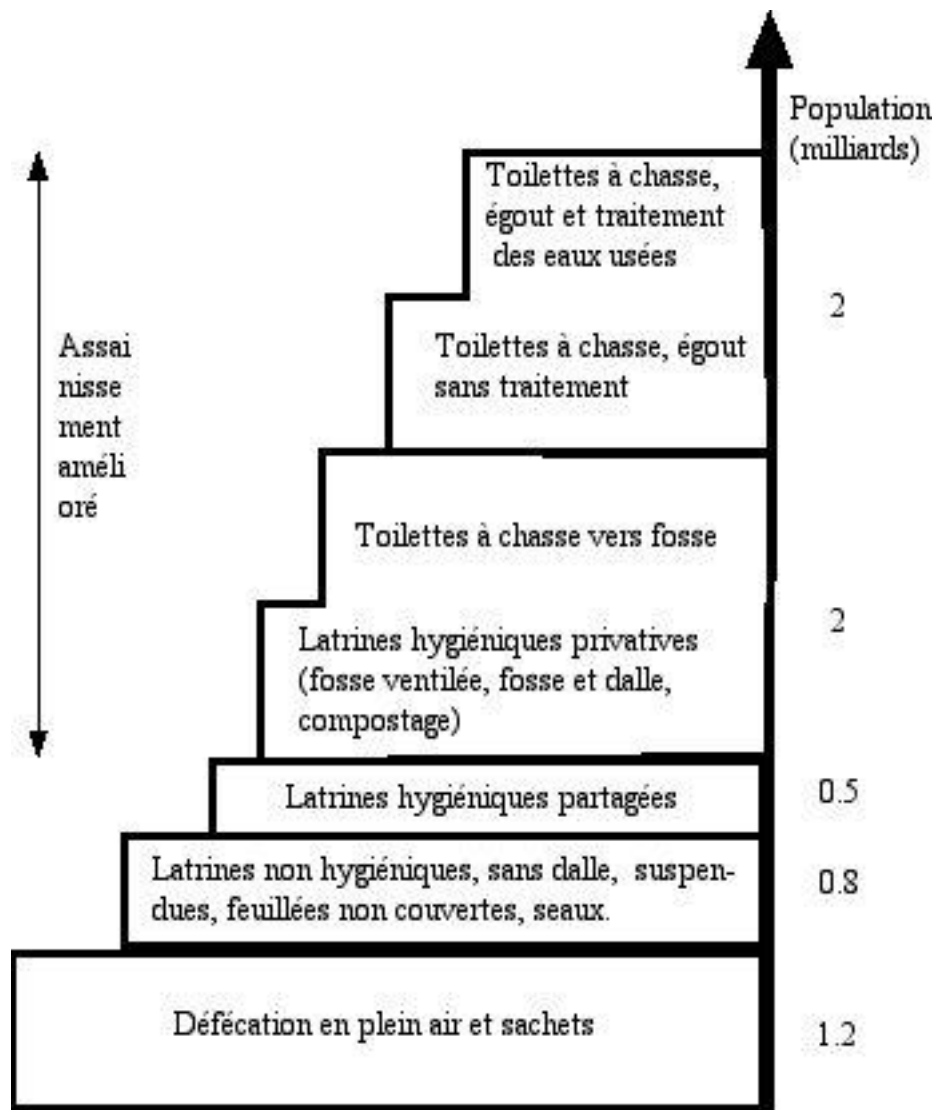 Population
(milliards)
Toilettes à chasse,
égout et traitement
des eaux usées
2
Toilettes à chasse, égout
sans traitement
Assai
nisse
ment
améli
oré
Toilettes à chasse vers fosse
2
Latrines hygiéniques privatives
(fosse ventilée, fosse et dalle,
compostage)
Latrines hygiéniques partagées
0.5
Latrines non hygiéniques, sans dalle, suspen-
dues, feuillées non couvertes, seaux.
0.8
Défécation en plein air et sachets
1.2